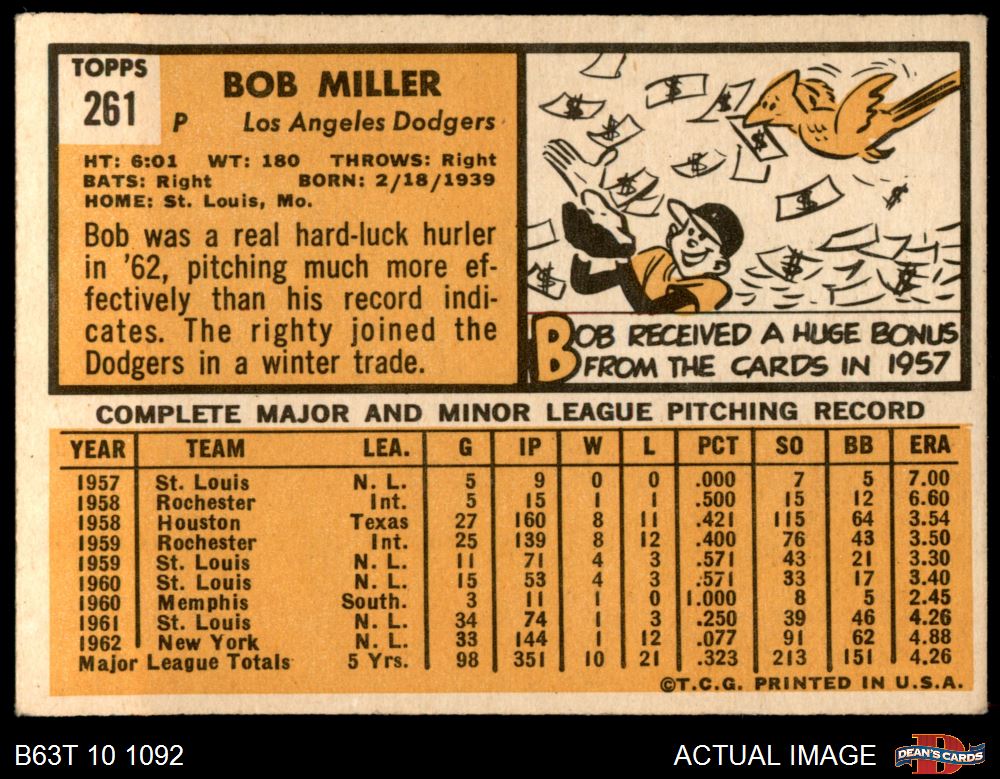 TOPPS
261
BOB MILLER
P Los Angeles Dodgers
HT: 6:01 WT: 180 THROWS: Right
BATS: Right BORN: 2/18/1939
HOME: St. Louis, Mo.
Bob was a real hard-luck hurler
in '62, pitching much more ef-
fectively than his record indi-
cates. The righty joined the
Dodgers in a winter trade.
$ $ $ $ $ $ $ $ $ $ $
BOB RECEIVED A HUGE BONUS
FROM THE CARDS IN 1957
COMPLETE MAJOR AND MINOR LEAGUE PITCHING RECORD
YEAR TEAM LEA. G IP W L PCT SO BB ERA
1957 St. Louis N. L. 5 9 0 0 .000 7 5 7.00
1958 Rochester Int. 5 15 1 1 .500 15 12 6.60
1958 Houston Texas 27 160 8 11 .421 115 64 3.54
1959 Rochester Int. 25 139 8 12 .400 76 43 3.50
1959 St. Louis N. L. 11 71 4 3 .571 43 21 3.30
1960 St. Louis N. L. 15 53 4 3 .571 33 17 3.40
1960 Memphis South. 3 11 1 0 1.000 8 5 2.45
1961 St. Louis N. L. 34 74 1 3 .250 39 46 4.26
1962 New York N. L. 33 144 1 12 .077 91 62 4.88
Major League Totals 5 Yrs. 98 351 10 21 .323 213 151 4.26
©T.C.G. PRINTED IN U.S.A.
B63T 10 1092 ACTUAL IMAGE D DEAN'S CARDS